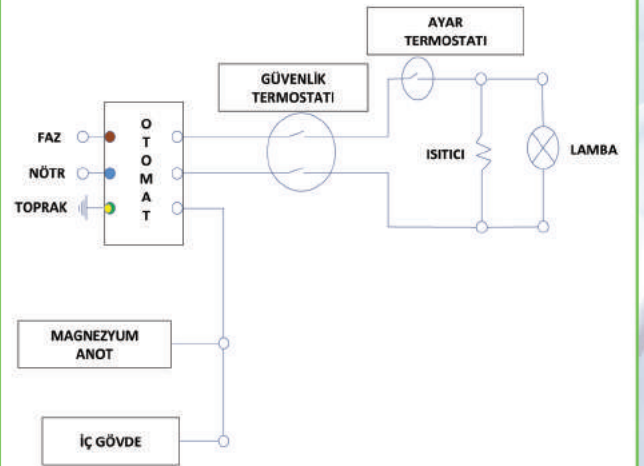 AYAR
TERMOSTATI
GÜVENLİK
TERMOSTATI
FAZ
NÖTR
TOPRAK
O
T
O
M
A
T
ISITICI
LAMBA
MAGNEZYUM
ANOT
İÇ GÖVDE